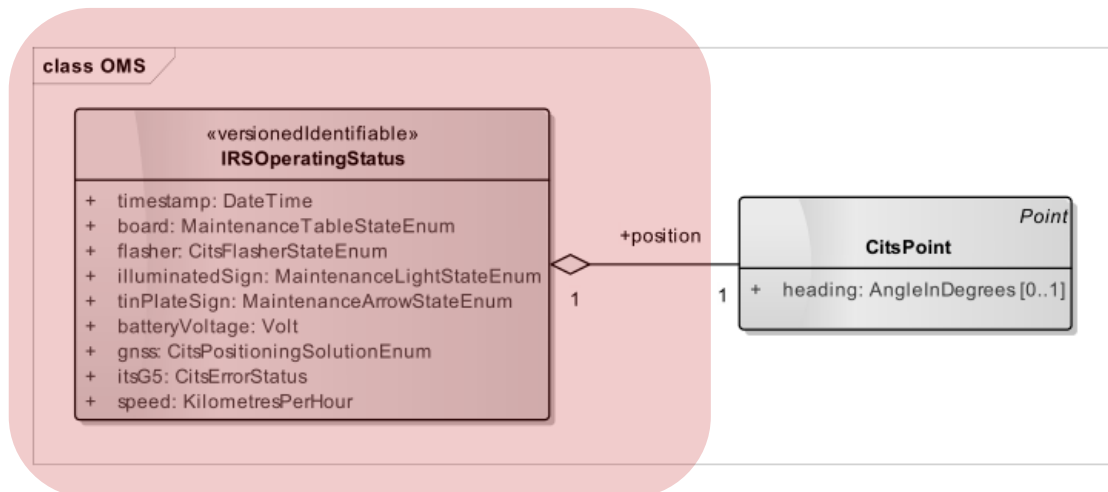 class OMS
«versionedIdentifiable»
IRSOperatingStatus
+ timestamp: DateTime
+ board: MaintenanceTableStateEnum
+ flasher: CitsFlasherStateEnum
+ illuminatedSign: MaintenanceLightStateEnum
+ tinPlateSign: MaintenanceArrowStateEnum
+ batteryVoltage: Volt
+ gnss: CitsPositioningSolutionEnum
+ itsG5: CitsErrorStatus
+ speed: KilometresPerHour
+position
1
1
Point
CitsPoint
+ heading: AngleInDegrees [0..1]